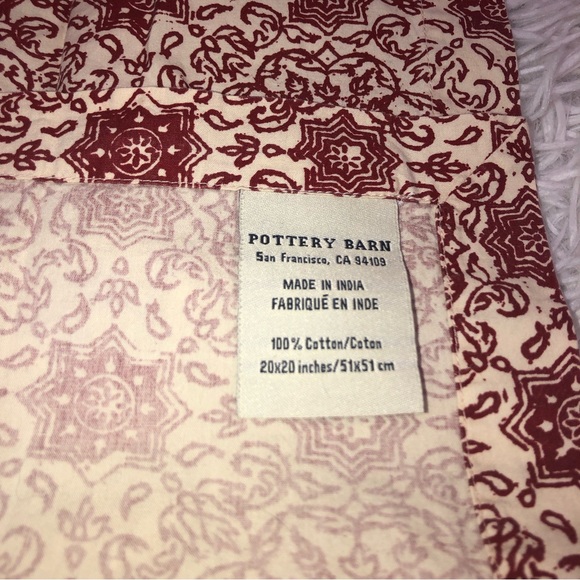 POTTERY BARN
San Francisco, CA 94109
MADE IN INDIA
FABRIQUÉ EN INDE
100% Cotton/Coton
20x20 inches/51x51 cm